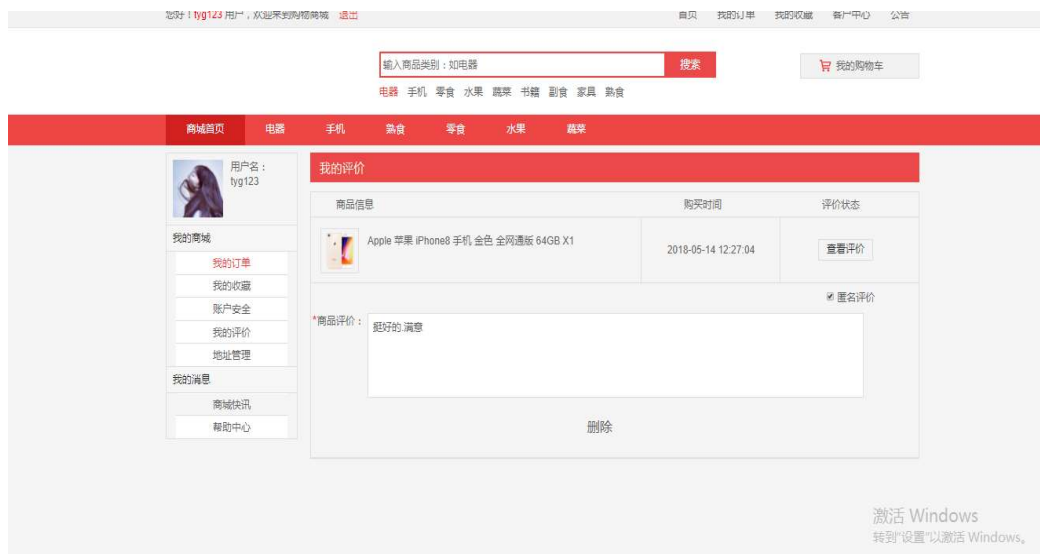 您好！tyg123 用户，欢迎来到购物商城 退出
首页 我的订单 我的收藏 客户中心 公告
输入商品类别：如电器
搜索
我的购物车
电器 手机 零食 水果 蔬菜 书籍 副食 家具 熟食
商城首页 电器 手机 熟食 零食 水果 蔬菜
用户名：
tyg123
我的商城
我的订单
我的收藏
账户安全
我的评价
地址管理
我的消息
商城快讯
帮助中心
我的评价
商品信息 购买时间 评价状态
Apple 苹果 iPhone8 手机 金色 全网通版 64GB X1 2018-05-14 12:27:04 查看评价
匿名评价
*商品评价：
挺好的.满意
删除
激活 Windows
转到"设置"以激活 Windows。